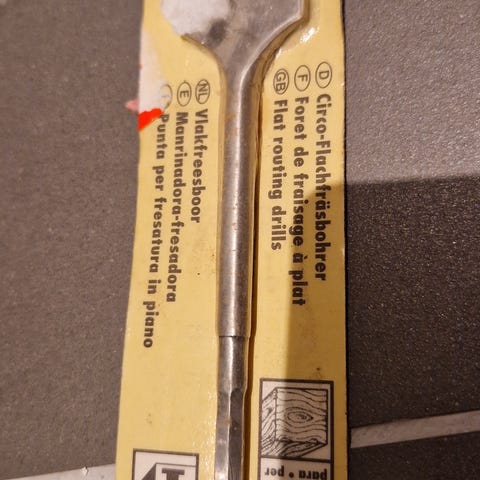 D Circo-Flachfräsbohrer
F Foret de fraisage à plat
GB Flat routing drills
NL Vlakfreesboor
E Manrinadora-fresadora
I Punta per fresatura in piano
para • per